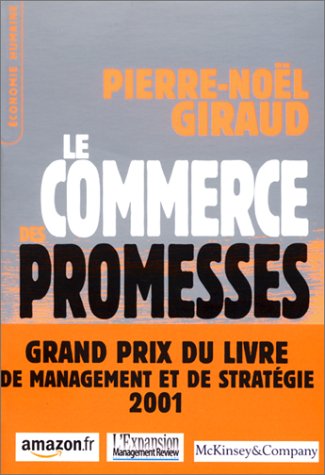 ÉCONOMIE HUMAINE
PIERRE-NOËL
GIRAUD
LE
COMMERCE
DES
PROMESSES
GRAND PRIX DU LIVRE
DE MANAGEMENT ET DE STRATÉGIE
2001
amazon.fr
L'Expansion
Management Review
McKinsey&Company